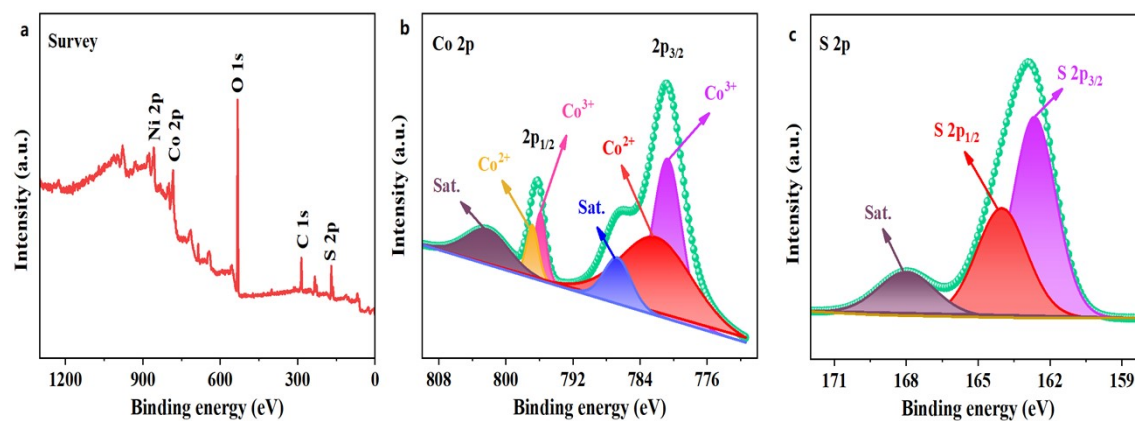 a
Survey
Ni 2p
Co 2p
O 1s
C 1s
S 2p
Intensity (a.u.)
1200 900 600 300 0
Binding energy (eV)
b
Co 2p
2p3/2
Co3+
Co3+
2p1/2
Co2+
Co2+
Sat.
Sat.
Intensity (a.u.)
808 800 792 784 776
Binding energy (eV)
c
S 2p
S 2p3/2
S 2p1/2
Sat.
Intensity (a.u.)
171 168 165 162 159
Binding energy (eV)